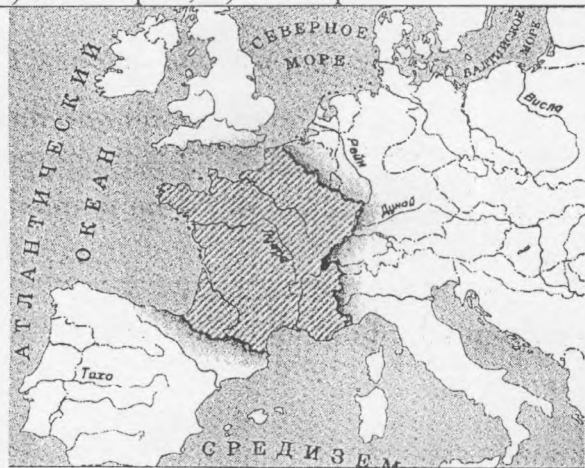 СЕВЕРНОЕ
МОРЕ
БАЛТИЙСКОЕ
МОРЕ
АТЛАНТИЧЕСКИЙ
ОКЕАН
Висла
Рейн
Дунай
Луара
Тахо
СРЕДИЗЕМ